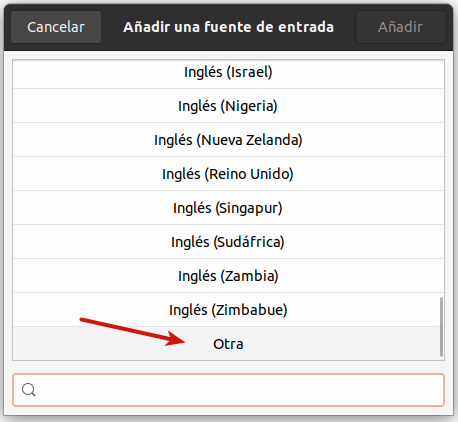 Cancelar Añadir una fuente de entrada Añadir
Inglés (Israel)
Inglés (Nigeria)
Inglés (Nueva Zelanda)
Inglés (Reino Unido)
Inglés (Singapur)
Inglés (Sudáfrica)
Inglés (Zambia)
Inglés (Zimbabue)
Otra